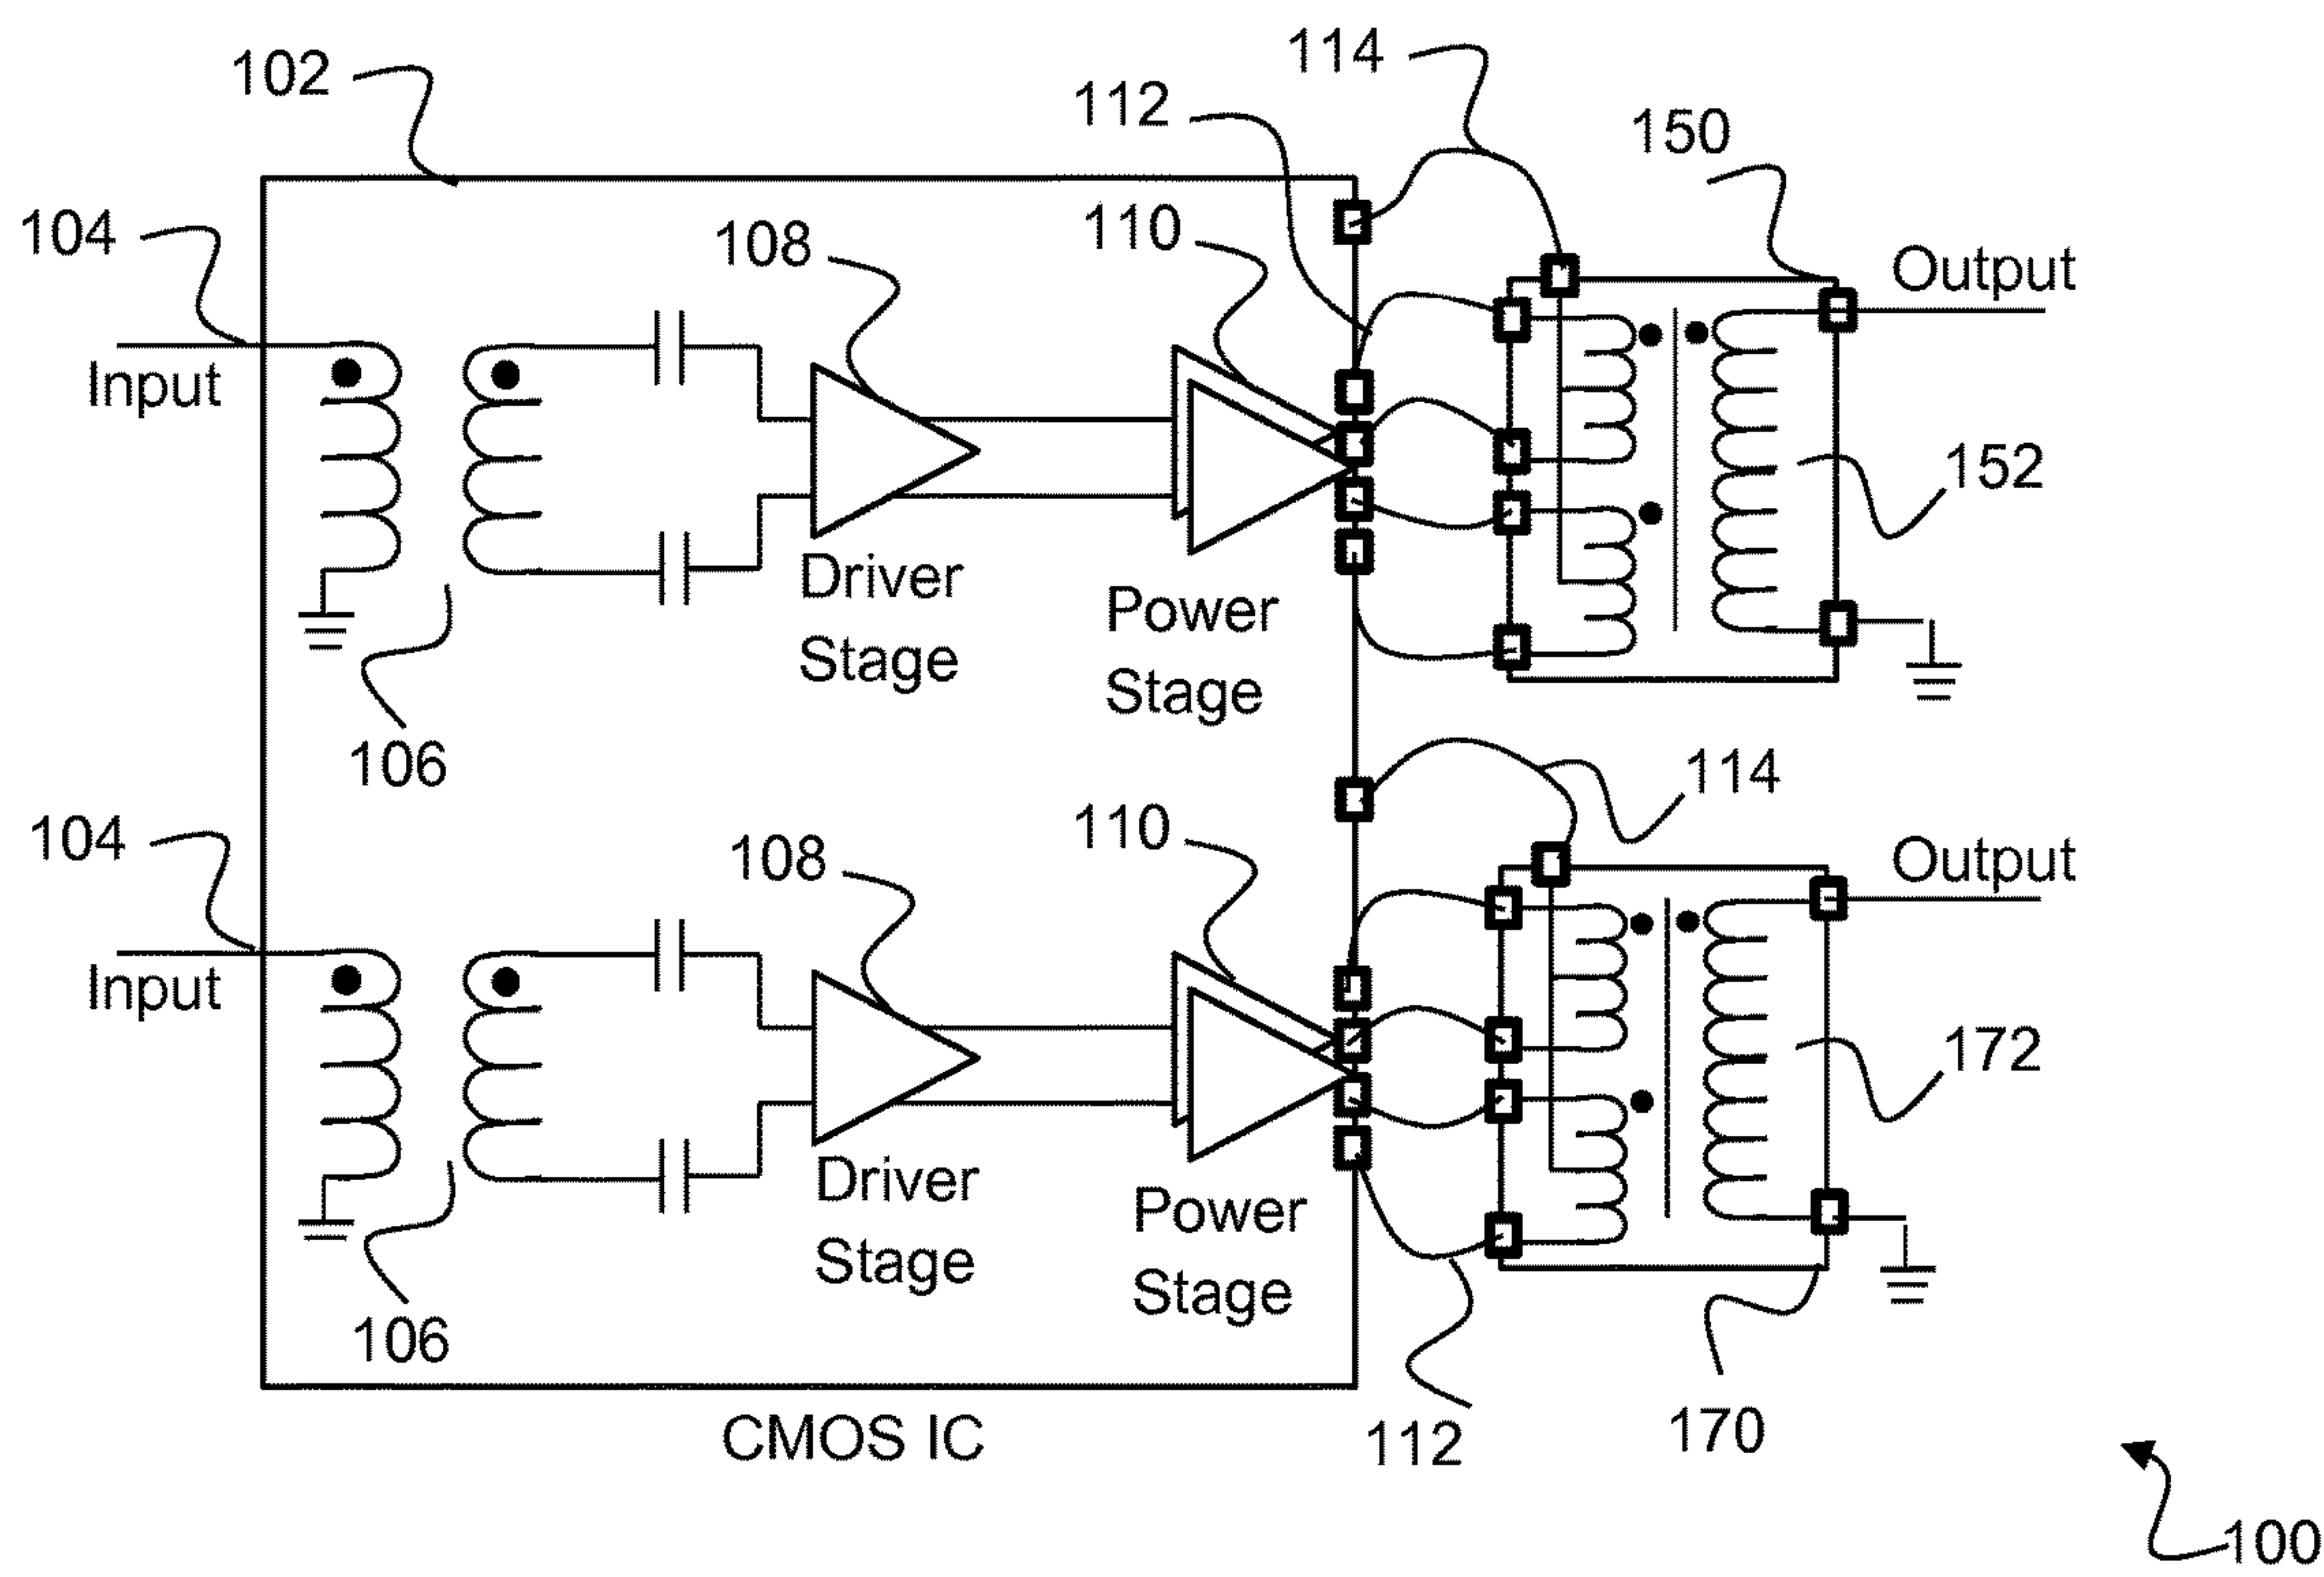 114
102
112
150
104
110
108
Output
Input
152
Driver
Stage
Power
Stage
106
114
104
110
108
Output
Input
172
Driver
Stage
Power
Stage
106
CMOS IC
112
170
100